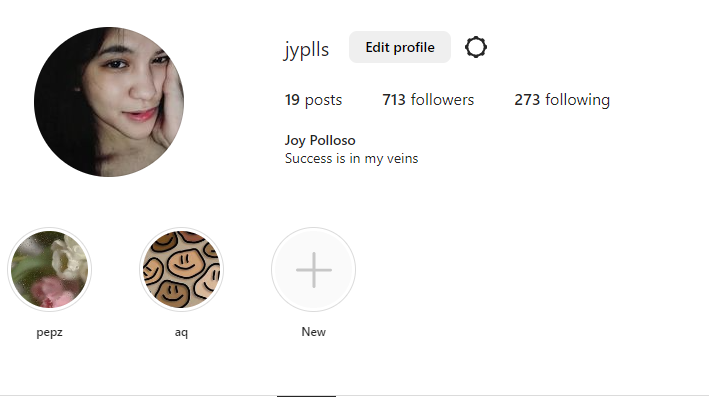 jyplls Edit profile
19 posts 713 followers 273 following
Joy Polloso
Success is in my veins
pepz aq New